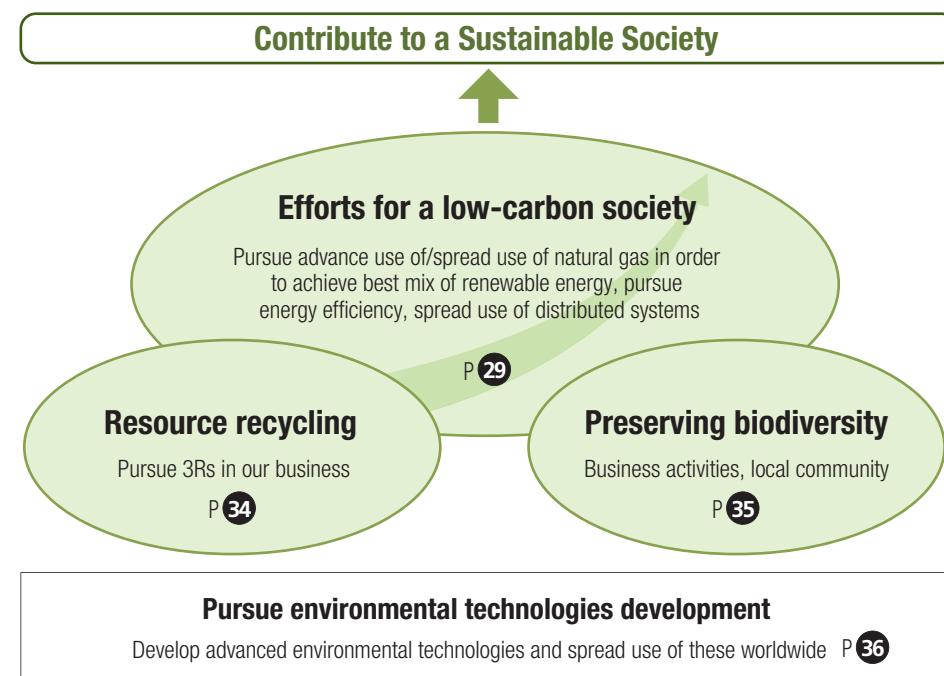 Contribute to a Sustainable Society
Efforts for a low-carbon society
Pursue advance use of/spread use of natural gas in order
to achieve best mix of renewable energy, pursue
energy efficiency, spread use of distributed systems
P 29
Resource recycling
Pursue 3Rs in our business
P 34
Preserving biodiversity
Business activities, local community
P 35
Pursue environmental technologies development
Develop advanced environmental technologies and spread use of these worldwide P 36